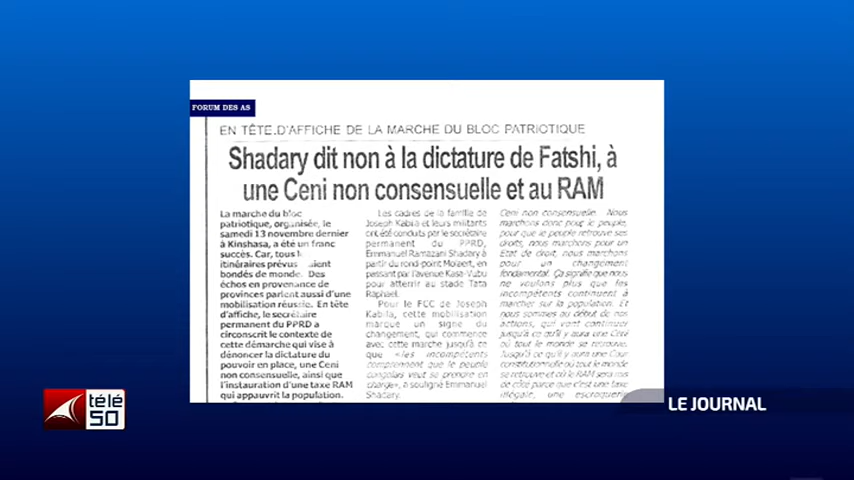 FORUM DES AS
EN TÊTE D'AFFICHE DE LA MARCHE DU BLOC PATRIOTIQUE
Shadary dit non à la dictature de Fatshi, à
une Ceni non consensuelle et au RAM
La marche du bloc
patriotique, organisée, le
samedi 13 novembre dernier
à Kinshasa, a été un franc
succès. Car, tous
itinéraires prévus aient
bondés de monde. Des
échos en provenance de
provinces parlent aussi d'une
mobilisation réussie. En tête
d'affiche, le secrétaire
permanent du PPRD a
circonscrit le contexte de
cette démarche qui vise à
dénoncer la dictature du
pouvoir en place, une Ceni
non consensuelle, ainsi que
l'instauration d'une taxe RAM
qui appauvrit la population.
Les cadres de la famille de
Joseph Kabila et leurs militants
ont été conduits par le secrétaire
permanent du PPRD,
Emmanuel Ramazani Shadary à
partir du rond-point Molaert, en
passant par l'avenue Kasa-Vubu
pour atterrir au stade Tata
Raphaël.
Pour le FCC de Joseph
Kabila, cette mobilisation
marque un signe du
changement, qui commence
avec cette marche jusqu'à ce
que «les incompétents
comprennent que le peuple
congolais veut se prendre en
charge», a souligné Emmanuel
Shadary.
Ceni non consensuelle. Nous
marchons donc pour le peuple,
pour que le peuple retrouve ses
droits, nous marchons pour un
Etat de droit, nous marchons
pour un changement
fondamental. Ça signifie que nous
ne voulons plus que les
incompétents continuent à
marcher sur la population. Et
nous sommes au début de nos
actions, qui vont continuer
jusqu'à ce qu'il y aura une Ceni
où tout le monde se retrouve.
Jusqu'à ce qu'il y aura une Cour
constitutionnelle où tout le monde
se retrouve et où le RAM sera mis
de côté parce que c'est une taxe
illégale, une escroquerie
télé
50
LE JOURNAL